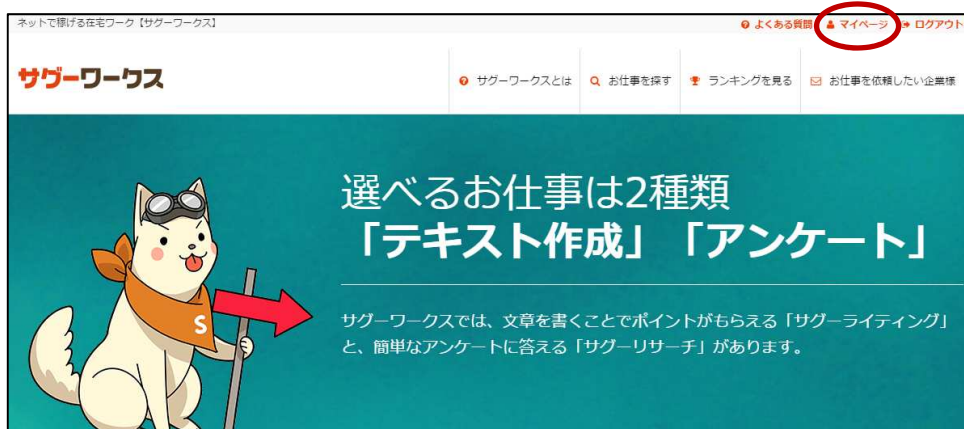 ネットで稼げる在宅ワーク【サグーワークス】
よくある質問 マイページ ログアウト
サグーワークス
サグーワークスとは お仕事を探す ランキングを見る お仕事を依頼したい企業様
選べるお仕事は2種類
「テキスト作成」「アンケート」
サグーワークスでは、文章を書くことでポイントがもらえる「サグーライティング」
と、簡単なアンケートに答える「サグーリサーチ」があります。
S